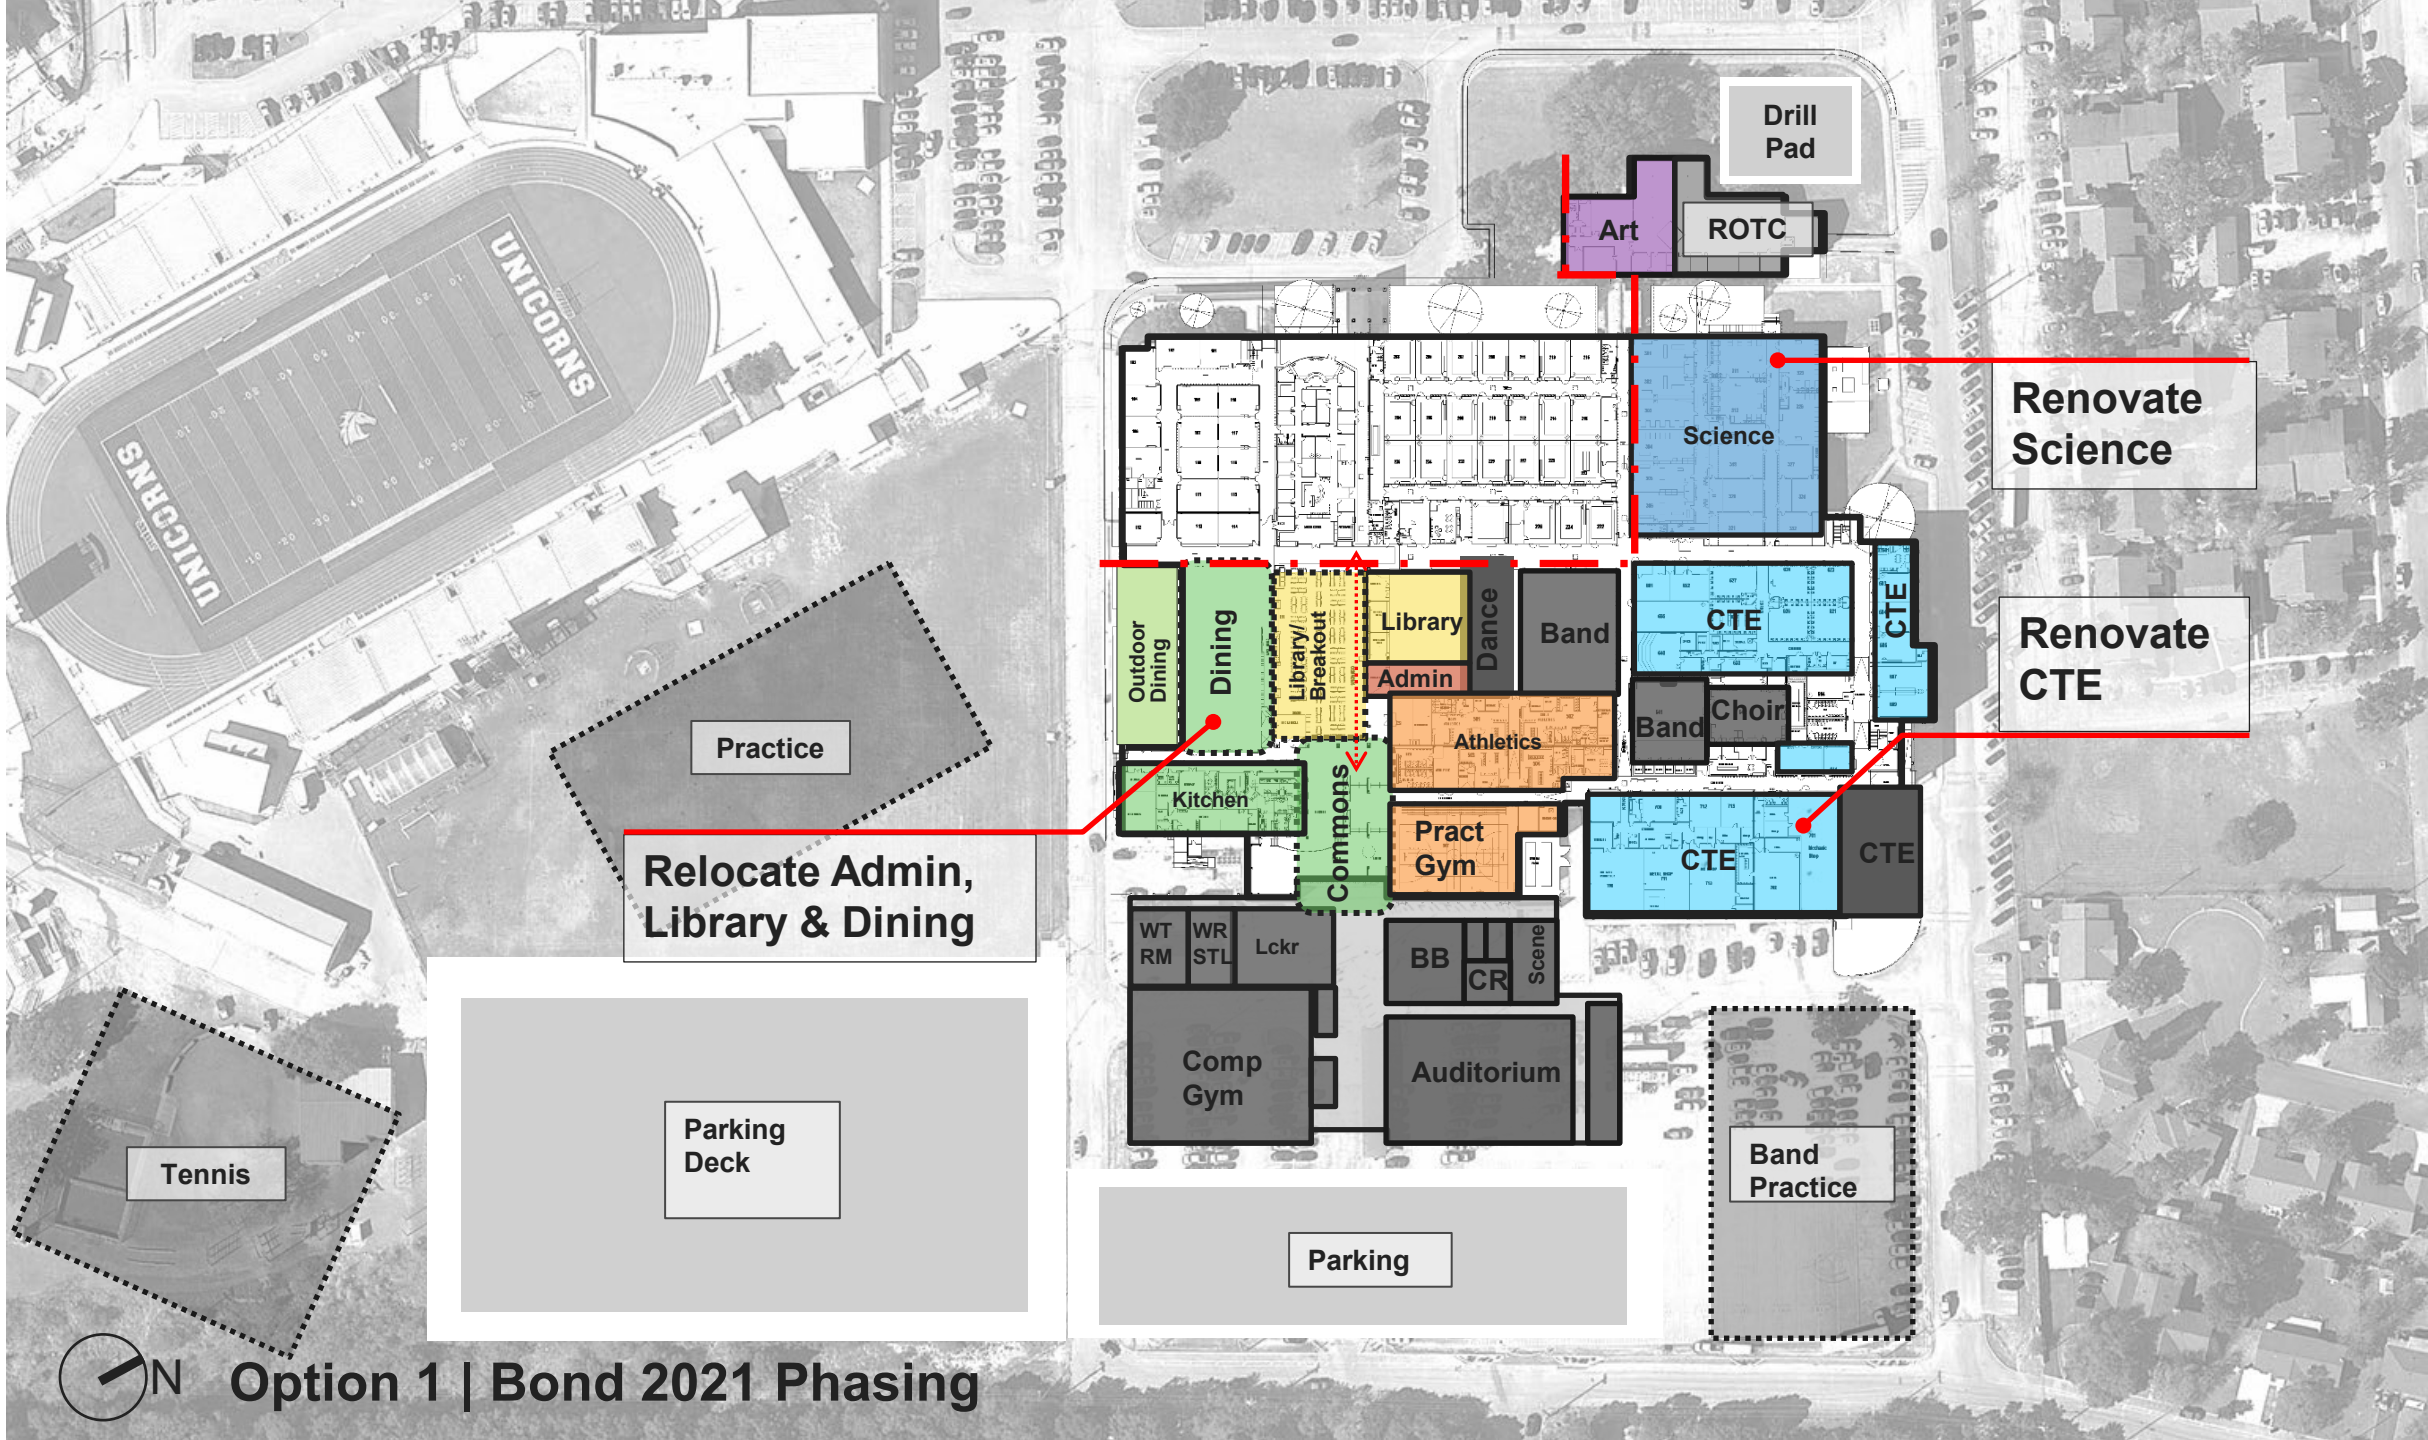 Drill
Pad
Art
ROTC
UNICORNS
UNICORNS
Renovate
Science
Science
Renovate
CTE
CTE
CTE
Outdoor
Dining
Dining
Library/
Breakout
Library
Admin
Dance
Band
Band
Choir
Practice
Athletics
Kitchen
Commons
Pract
Gym
CTE
CTE
Relocate Admin,
Library & Dining
WT
RM
WR
STL
Lckr
BB
CR
Scene
Comp
Gym
Auditorium
Parking
Deck
Tennis
Band
Practice
Parking
N
Option 1 | Bond 2021 Phasing